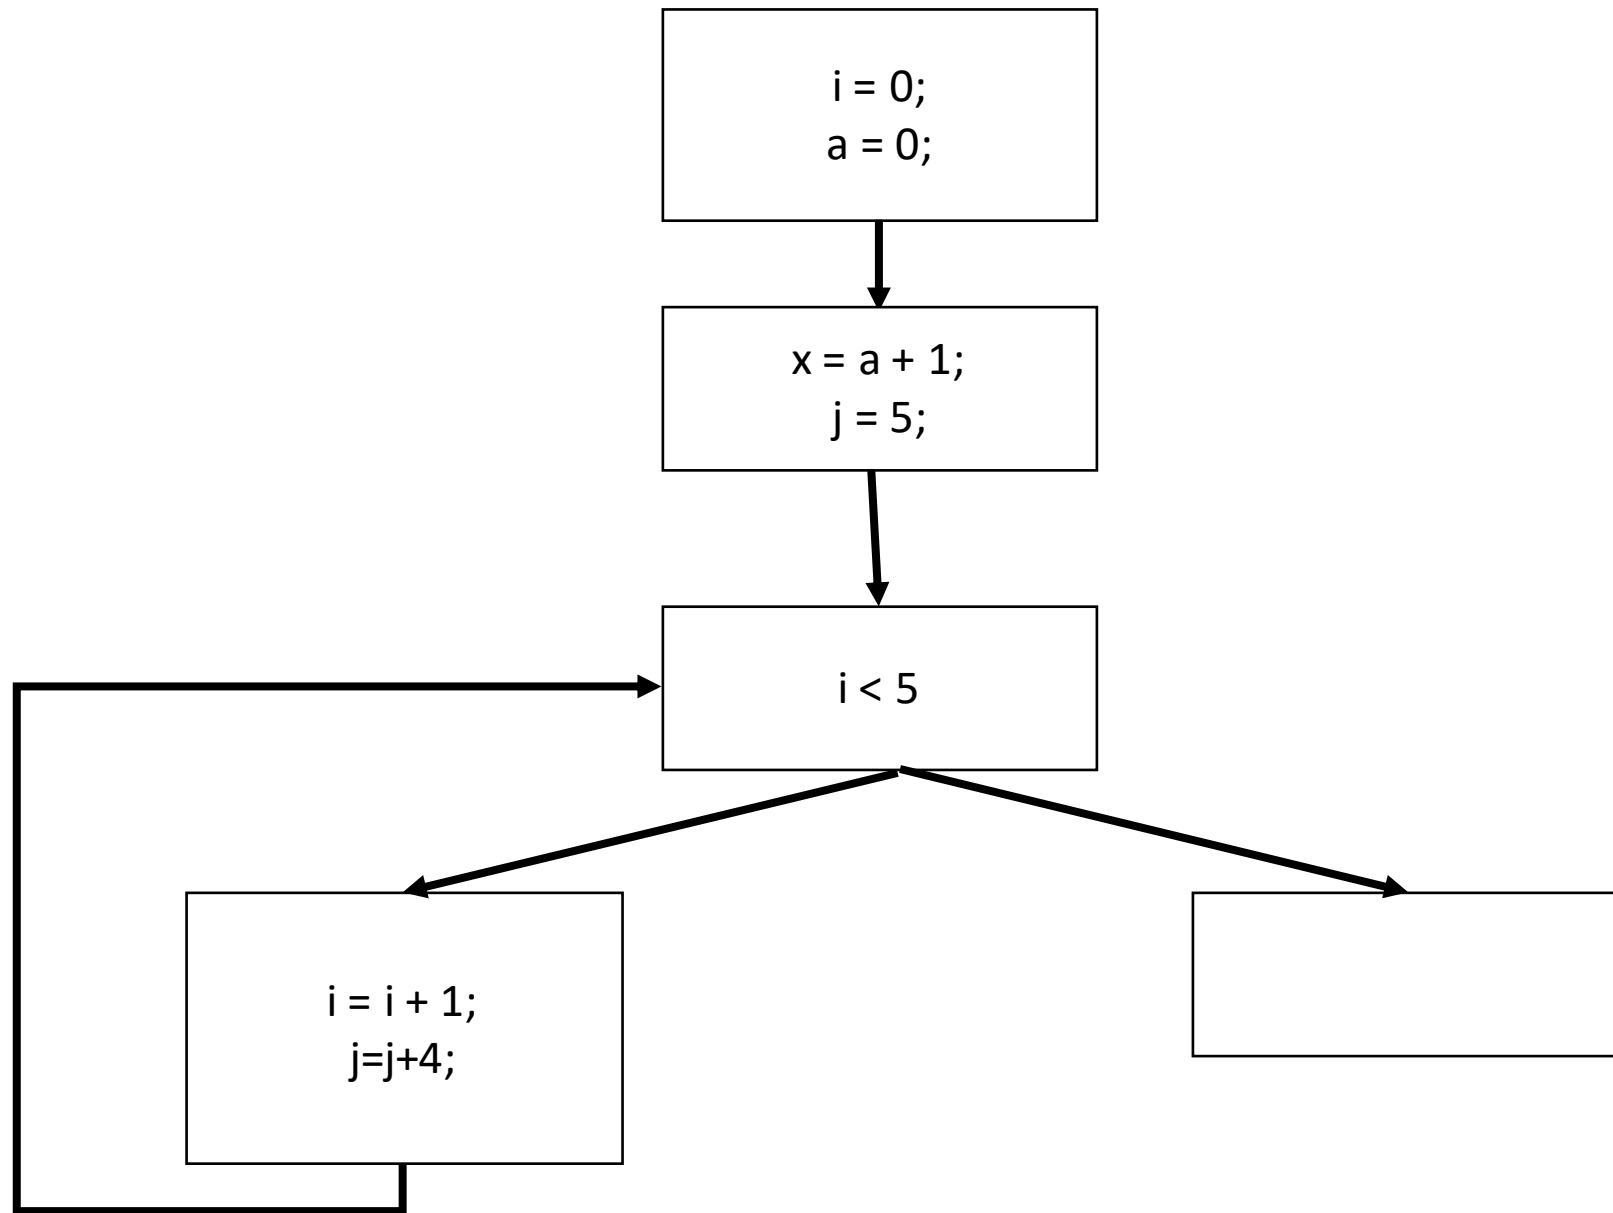 i = 0;
a = 0;
x = a + 1;
j = 5;
i < 5
i = i + 1;
j=j+4;